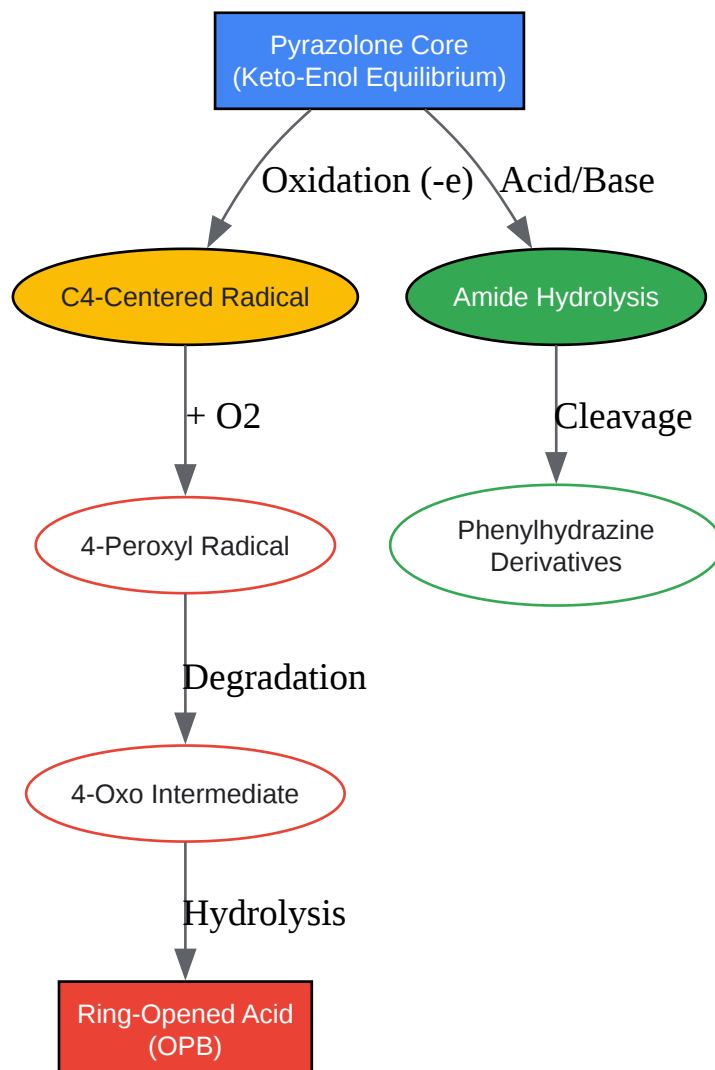 Pyrazolone Core
(Keto-Enol Equilibrium)
Oxidation (-e)
Acid/Base
C4-Centered Radical
Amide Hydrolysis
+ O2
Cleavage
4-Peroxyl Radical
Phenylhydrazine
Derivatives
Degradation
4-Oxo Intermediate
Hydrolysis
Ring-Opened Acid
(OPB)